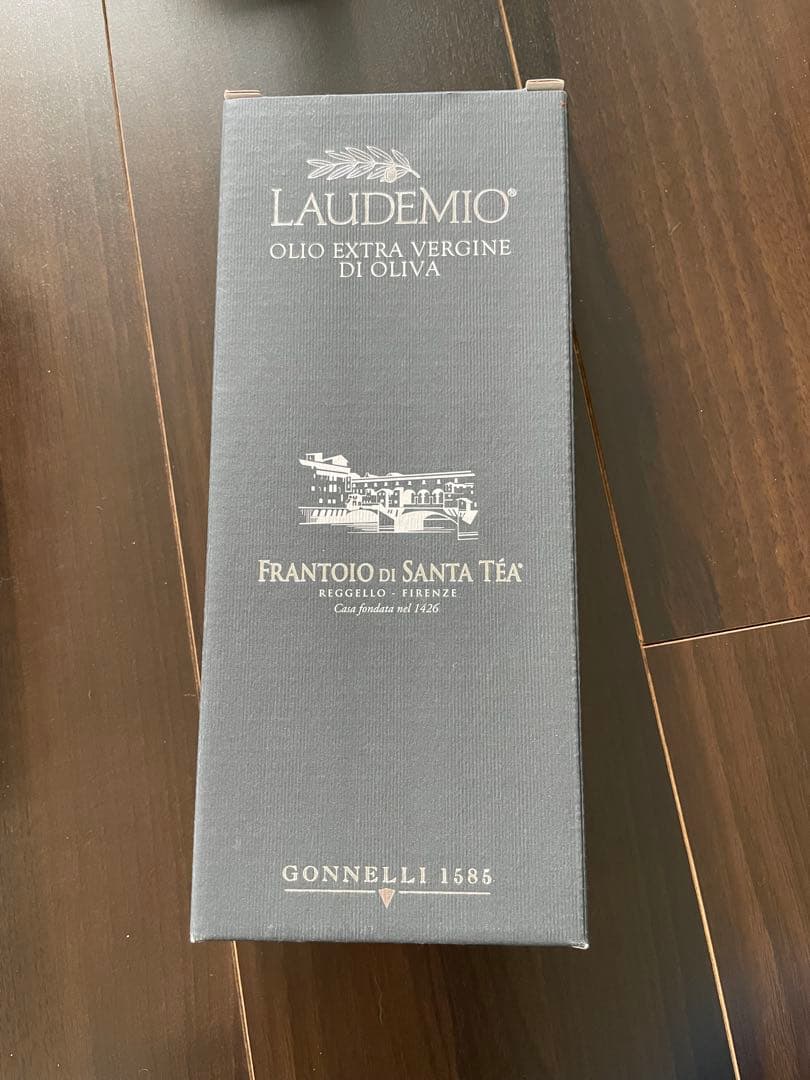 LAUDEMIO®
OLIO EXTRA VERGINE
DI OLIVA
FRANTOIO DI SANTA TÉA®
REGGELLO - FIRENZE
Casa fondata nel 1426
GONNELLI 1585